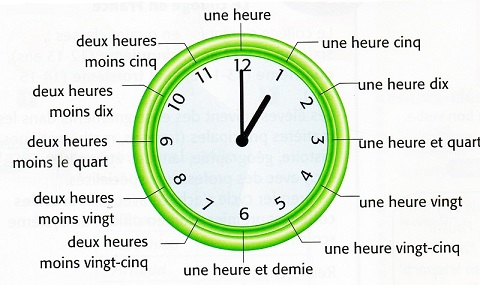 une heure
une heure cinq
une heure dix
une heure et quart
une heure vingt
une heure vingt-cinq
une heure et demie
deux heures
moins vingt-cinq
deux heures
moins vingt
deux heures
moins le quart
deux heures
moins dix
deux heures
moins cinq
12
1
2
3
4
5
6
7
8
9
10
11